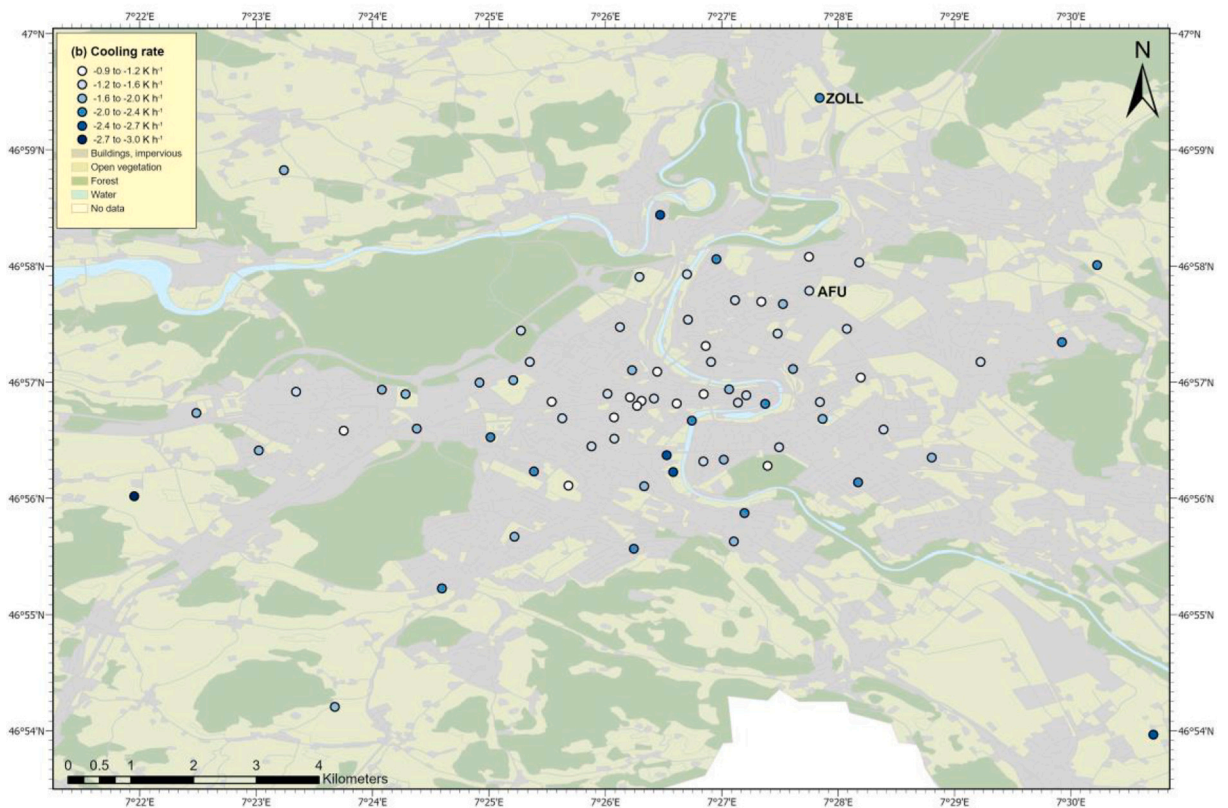 7°22'E 7°23'E 7°24'E 7°25'E 7°26'E 7°27'E 7°28'E 7°29'E 7°30'E
47°N 47°N
(b) Cooling rate
-0.9 to -1.2 K h⁻¹
-1.2 to -1.6 K h⁻¹
-1.6 to -2.0 K h⁻¹
-2.0 to -2.4 K h⁻¹
-2.4 to -2.7 K h⁻¹
-2.7 to -3.0 K h⁻¹
Buildings, impervious
Open vegetation
Forest
Water
No data
N
ZOLL
46°59'N 46°59'N
46°58'N 46°58'N
AFU
46°57'N 46°57'N
46°56'N 46°56'N
46°55'N 46°55'N
46°54'N 46°54'N
0 0.5 1 2 3 4
Kilometers
7°22'E 7°23'E 7°24'E 7°25'E 7°26'E 7°27'E 7°28'E 7°29'E 7°30'E